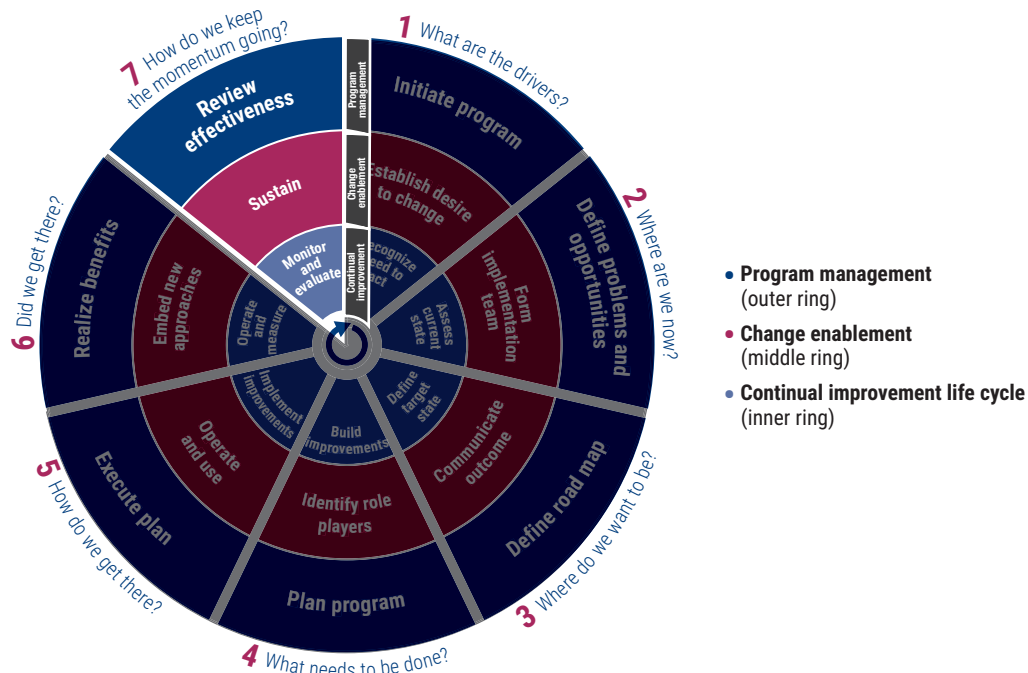 1 What are the drivers?
Initiate program
Establish desire
to change
need to
act
2 Where are we now?
Define problems and
opportunities
Form
implementation
team
Assess
current
state
3 Where do we want to be?
Define road map
Communicate
outcome
Define
target
state
4 What needs to be done?
Plan program
Identify role
players
Build
improvements
5 How do we get there?
Execute plan
Operate
and use
Implement
improvements
6 Did we get there?
Realize benefits
Embed new
approaches
Operate
and
measure
7 How do we keep
the momentum going?
Review
effectiveness
Sustain
Monitor
and
evaluate
Program
management
Change
enablement
Continual
improvement
• Program management
(outer ring)
• Change enablement
(middle ring)
• Continual improvement life cycle
(inner ring)